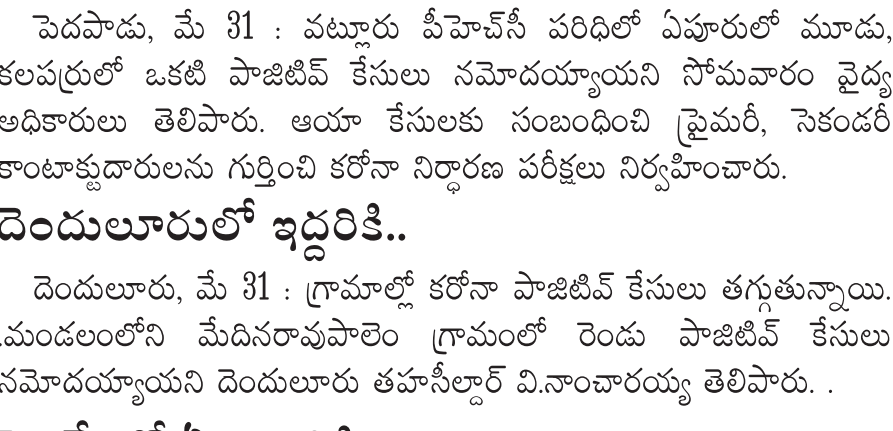 పెదపాడు, మే 31 : వట్లూరు పీహెచ్‌సీ పరిధిలో ఏపూరులో మూడు,
కలపర్రులో ఒకటి పాజిటివ్ కేసులు నమోదయ్యాయని సోమవారం వైద్య
అధికారులు తెలిపారు. ఆయా కేసులకు సంబంధించి ప్రైమరీ, సెకండరీ
కాంటాక్టుదారులను గుర్తించి కరోనా నిర్ధారణ పరీక్షలు నిర్వహించారు.
దెందులూరులో ఇద్దరికి..
దెందులూరు, మే 31 : గ్రామాల్లో కరోనా పాజిటివ్ కేసులు తగ్గుతున్నాయి.
.మండలంలోని మేదినరావుపాలెం గ్రామంలో రెండు పాజిటివ్ కేసులు
నమోదయ్యాయని దెందులూరు తహసీల్దార్ వి.నాంచారయ్య తెలిపారు. .